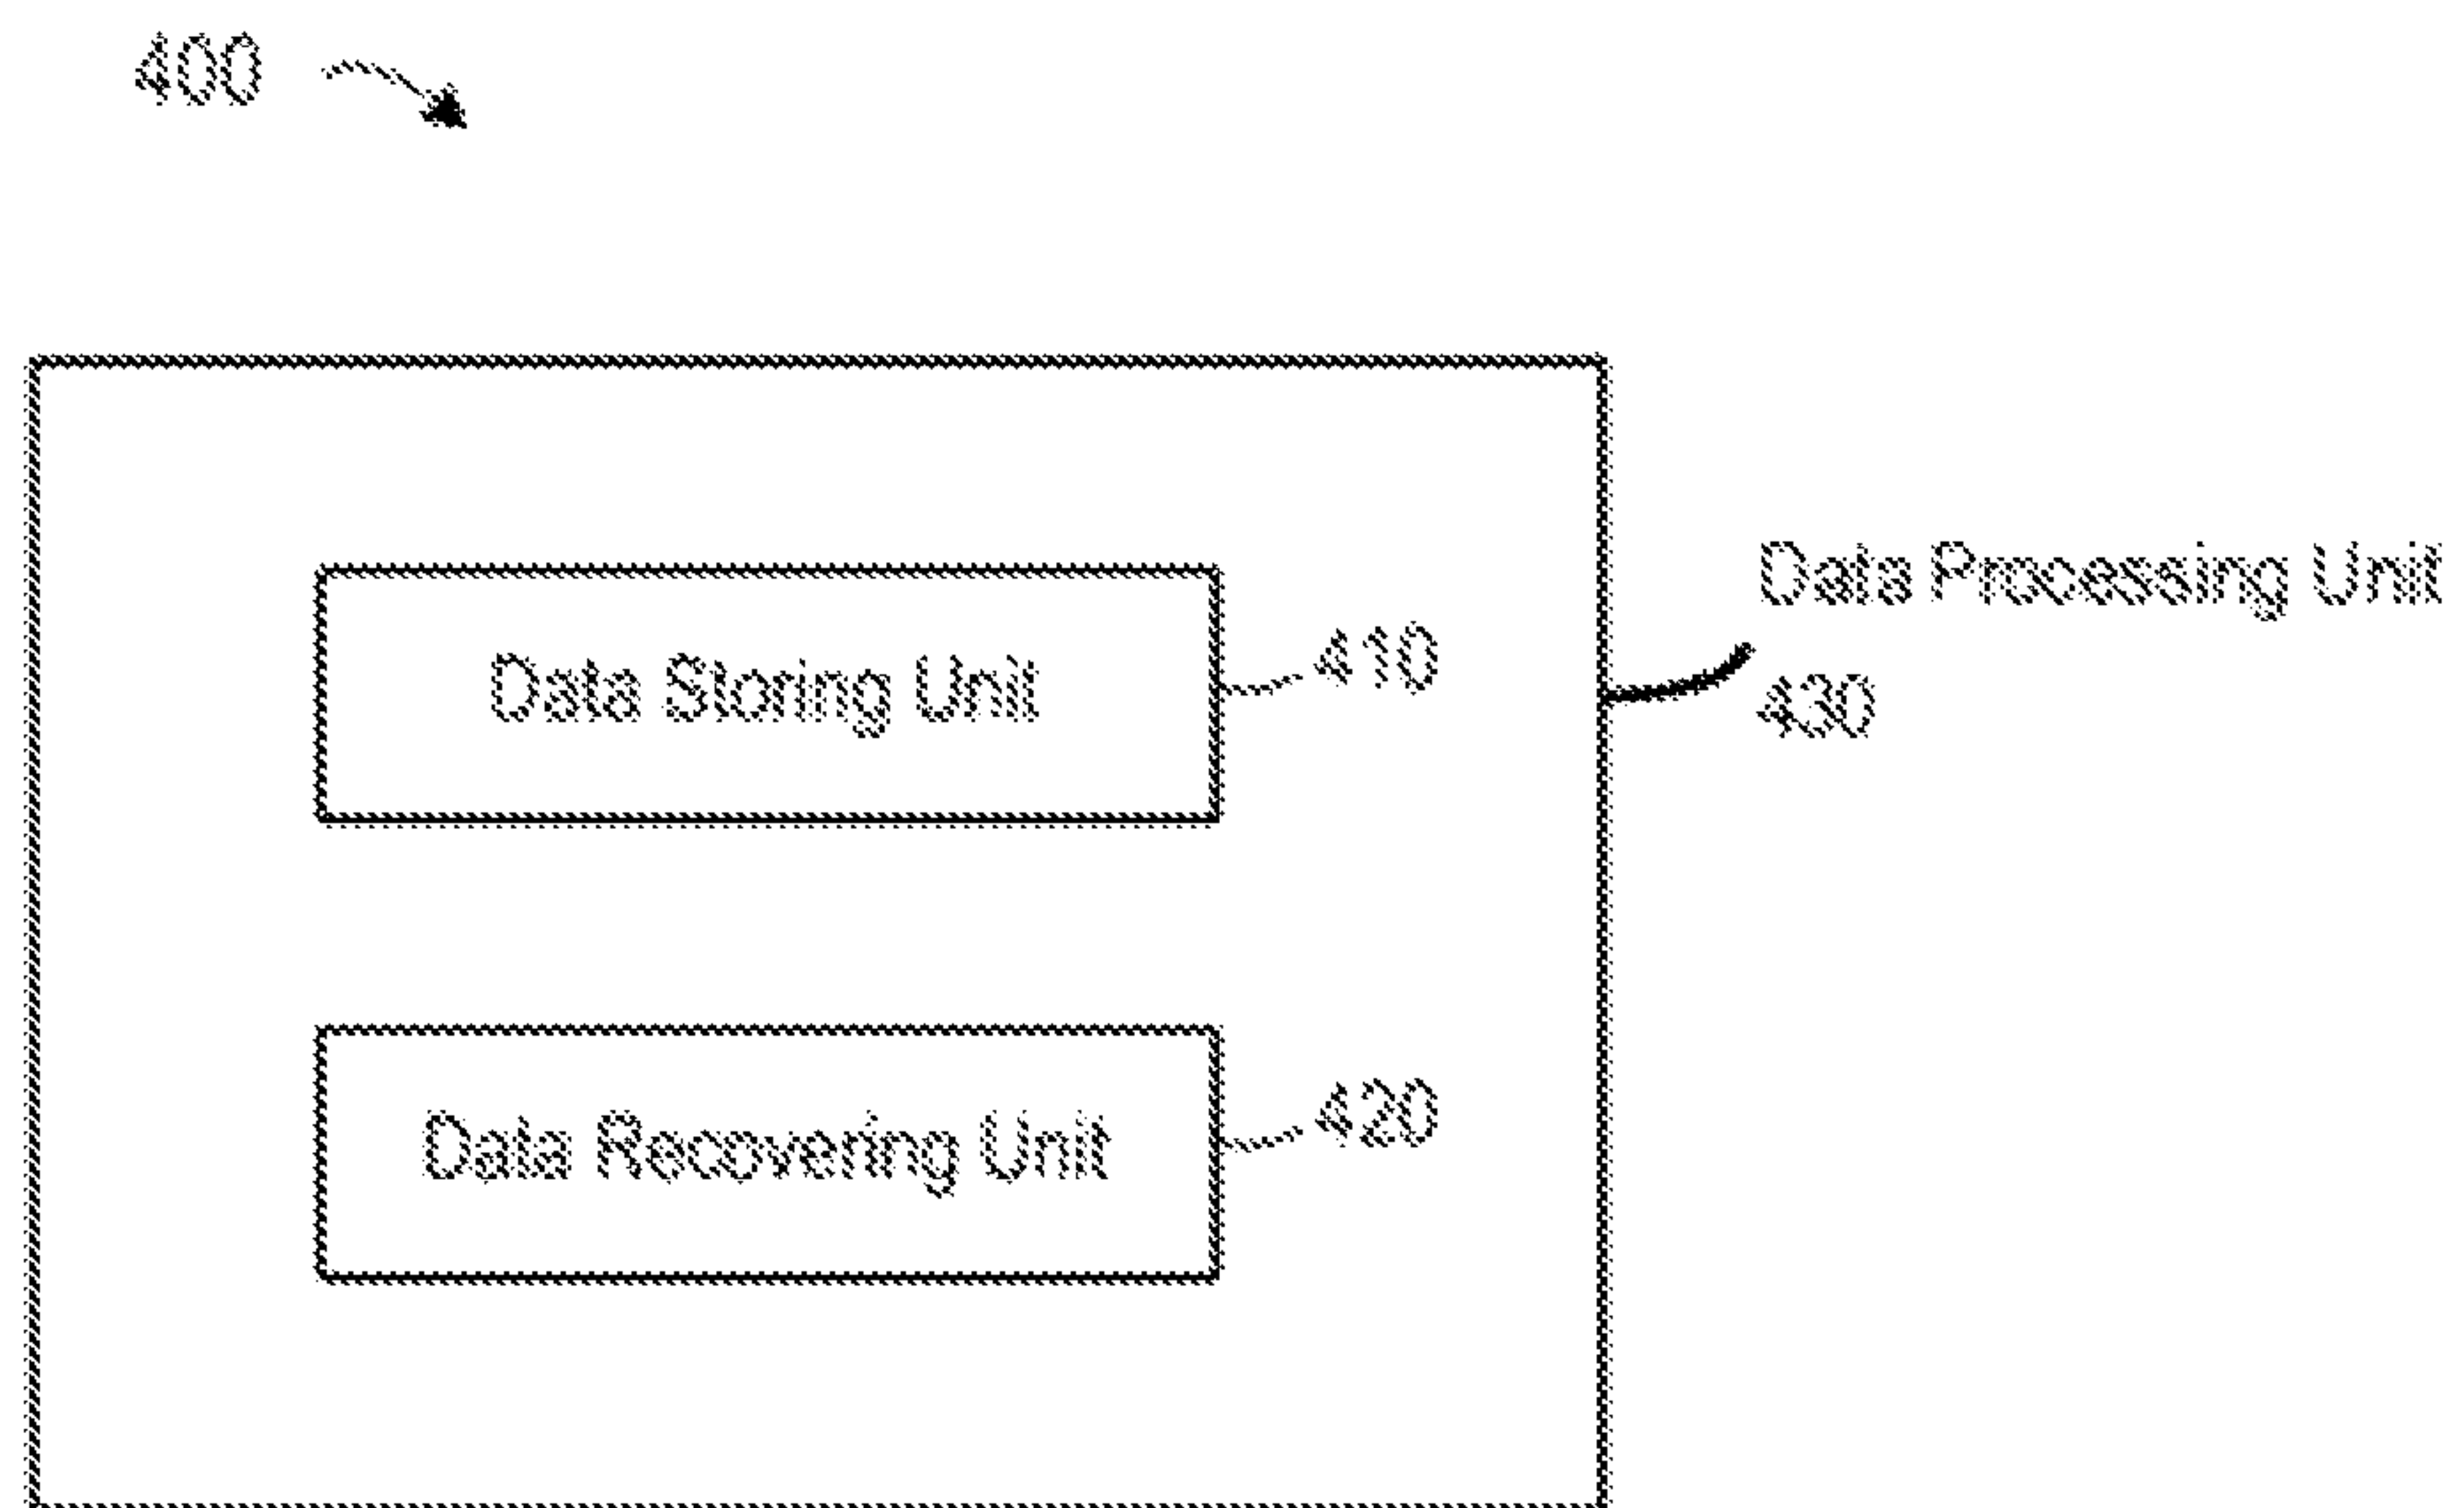 400
Data Processing Unit
Data Storing Unit
410
430
Data Recovering Unit
420